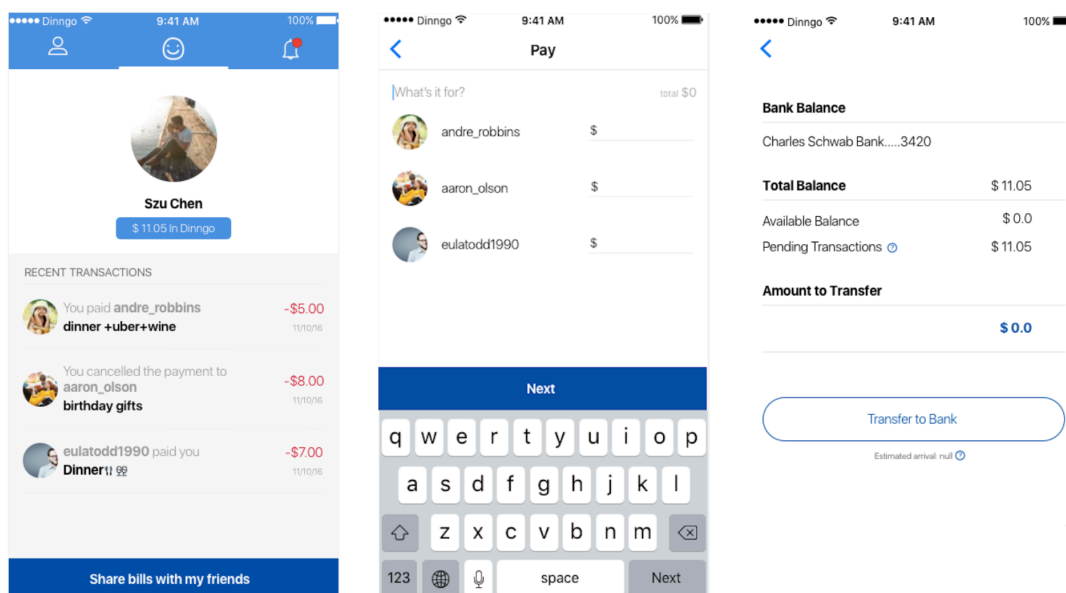 Dinngo 9:41 AM 100%
Szu Chen
$ 11.05 In Dinngo
RECENT TRANSACTIONS
You paid andre_robbins -$5.00
dinner +uber+wine 11/10/16
You cancelled the payment to
aaron_olson -$8.00
birthday gifts 11/10/16
eulatodd1990 paid you -$7.00
Dinner 11/10/16
Share bills with my friends
Dinngo 9:41 AM 100%
Pay
What's it for? total $0
andre_robbins $
aaron_olson $
eulatodd1990 $
Next
q w e r t y u i o p
a s d f g h j k l
z x c v b n m
123 space Next
Dinngo 9:41 AM 100%
Bank Balance
Charles Schwab Bank.....3420
Total Balance $ 11.05
Available Balance $ 0.0
Pending Transactions ? $ 11.05
Amount to Transfer
$ 0.0
Transfer to Bank
Estimated arrival: null ?